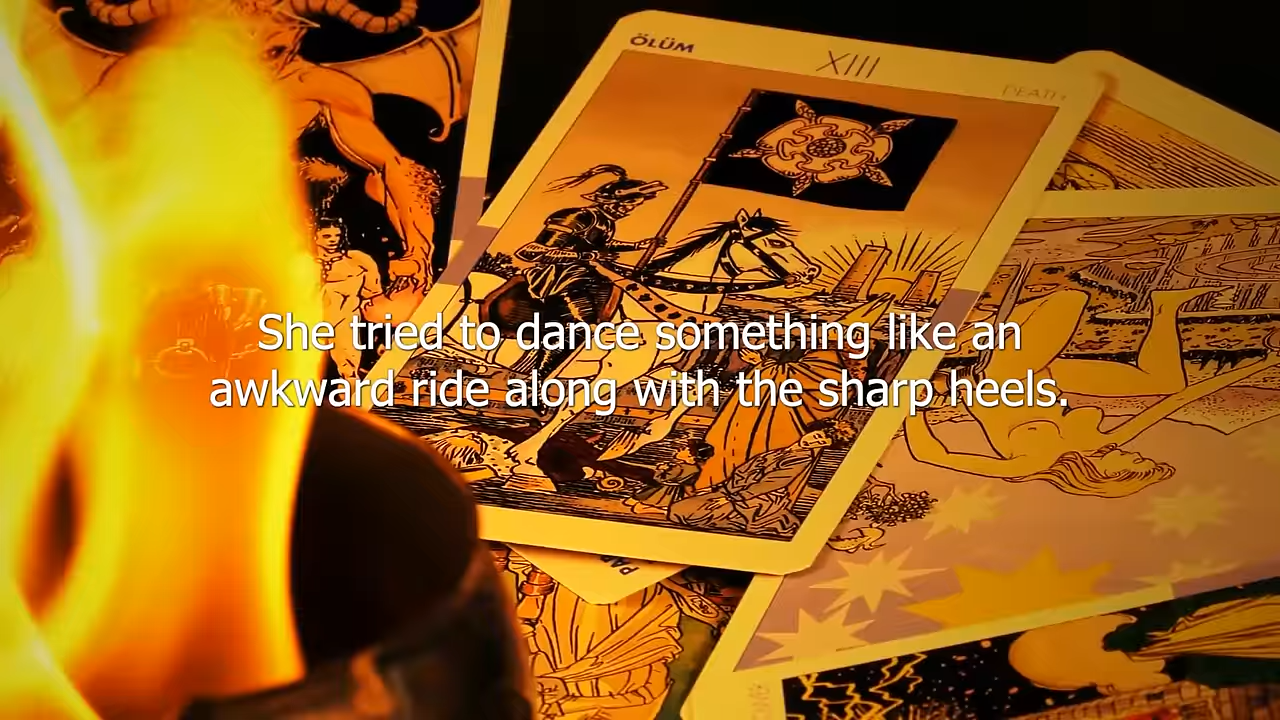 ÖLÜM
XIII
DEATH
She tried to dance something like an
awkward ride along with the sharp heels.